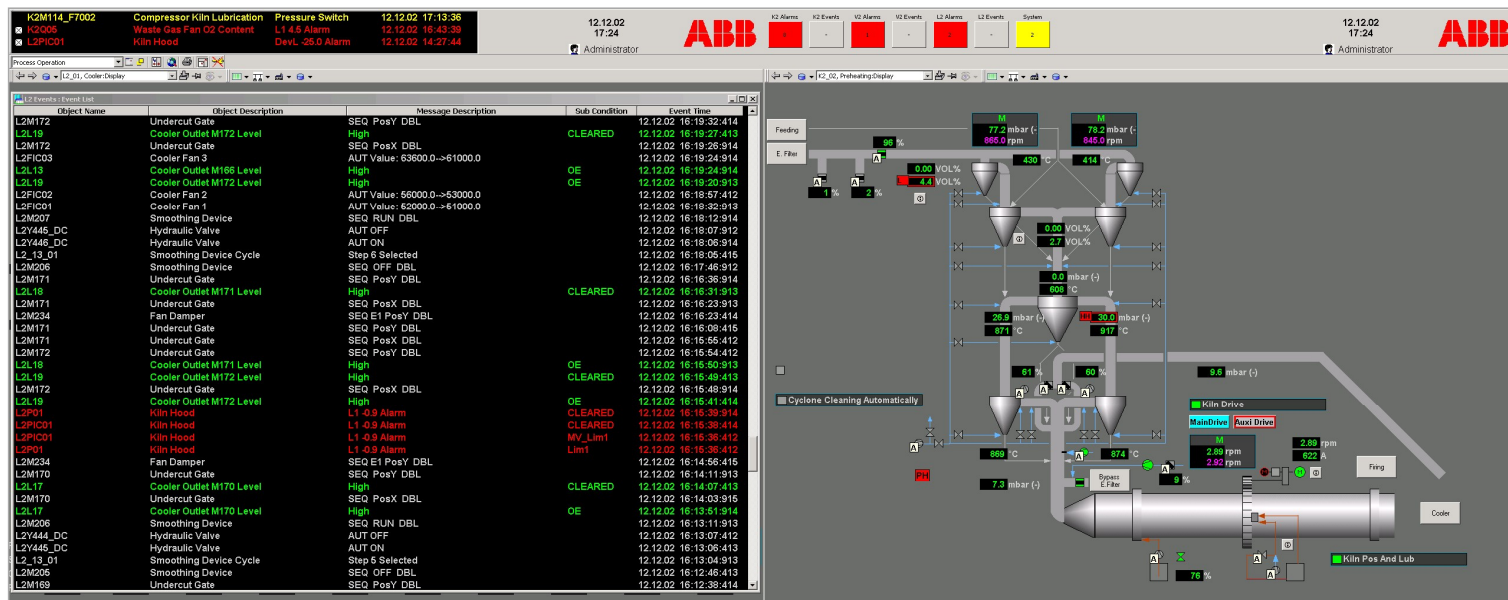 K2M114_F7002 Compressor Kiln Lubrication Pressure Switch 12.12.02 17:13:36
K2Q05 Waste Gas Fan O2 Content L1 4.5 Alarm 12.12.02 16:43:39
L2PIC01 Kiln Hood DevL -25.0 Alarm 12.12.02 14:27:44
12.12.02
17:24
Administrator
ABB
K2 Alarms K2 Events V2 Alarms V2 Events L2 Alarms L2 Events System
12.12.02
17:24
Administrator
ABB
Process Operation
L2_01, Cooler:Display
K2_02, Preheating:Display
L2 Events : Event List
Object Name Object Description Message Description Sub Condition Event Time
L2M172 Undercut Gate SEQ PosY DBL 12.12.02 16:19:32:414
L2L19 Cooler Outlet M172 Level High CLEARED 12.12.02 16:19:27:413
L2M172 Undercut Gate SEQ PosX DBL 12.12.02 16:19:26:914
L2FIC03 Cooler Fan 3 AUT Value: 63600.0-->61000.0 12.12.02 16:19:24:914
L2L13 Cooler Outlet M166 Level High OE 12.12.02 16:19:24:914
L2L19 Cooler Outlet M172 Level High OE 12.12.02 16:19:20:913
L2FIC02 Cooler Fan 2 AUT Value: 56000.0-->53000.0 12.12.02 16:18:57:412
L2FIC01 Cooler Fan 1 AUT Value: 62000.0-->61000.0 12.12.02 16:18:32:913
L2M207 Smoothing Device SEQ RUN DBL 12.12.02 16:18:12:914
L2Y445_DC Hydraulic Valve AUT OFF 12.12.02 16:18:07:912
L2Y446_DC Hydraulic Valve AUT ON 12.12.02 16:18:06:914
L2_13_01 Smoothing Device Cycle Step 6 Selected 12.12.02 16:18:05:415
L2M206 Smoothing Device SEQ OFF DBL 12.12.02 16:17:46:912
L2M171 Undercut Gate SEQ PosY DBL 12.12.02 16:16:36:914
L2L18 Cooler Outlet M171 Level High CLEARED 12.12.02 16:16:31:913
L2M171 Undercut Gate SEQ PosX DBL 12.12.02 16:16:23:913
L2M234 Fan Damper SEQ E1 PosY DBL 12.12.02 16:16:23:414
L2M171 Undercut Gate SEQ PosY DBL 12.12.02 16:16:08:415
L2M171 Undercut Gate SEQ PosX DBL 12.12.02 16:15:55:412
L2M172 Undercut Gate SEQ PosY DBL 12.12.02 16:15:54:412
L2L18 Cooler Outlet M171 Level High OE 12.12.02 16:15:50:913
L2L19 Cooler Outlet M172 Level High CLEARED 12.12.02 16:15:49:413
L2M172 Undercut Gate SEQ PosX DBL 12.12.02 16:15:48:914
L2L19 Cooler Outlet M172 Level High OE 12.12.02 16:15:41:414
L2P01 Kiln Hood L1 -0.9 Alarm CLEARED 12.12.02 16:15:39:914
L2PIC01 Kiln Hood L1 -0.9 Alarm CLEARED 12.12.02 16:15:38:414
L2PIC01 Kiln Hood L1 -0.9 Alarm MV_Lim1 12.12.02 16:15:36:412
L2P01 Kiln Hood L1 -0.9 Alarm Lim1 12.12.02 16:15:36:412
L2M234 Fan Damper SEQ E1 PosY DBL 12.12.02 16:14:56:415
L2M170 Undercut Gate SEQ PosY DBL 12.12.02 16:14:11:913
L2L17 Cooler Outlet M170 Level High CLEARED 12.12.02 16:14:07:413
L2M170 Undercut Gate SEQ PosX DBL 12.12.02 16:14:03:915
L2L17 Cooler Outlet M170 Level High OE 12.12.02 16:13:51:914
L2M206 Smoothing Device SEQ RUN DBL 12.12.02 16:13:11:913
L2Y444_DC Hydraulic Valve AUT OFF 12.12.02 16:13:07:412
L2Y445_DC Hydraulic Valve AUT ON 12.12.02 16:13:06:413
L2_13_01 Smoothing Device Cycle Step 5 Selected 12.12.02 16:13:04:913
L2M205 Smoothing Device SEQ OFF DBL 12.12.02 16:12:46:413
L2M169 Undercut Gate SEQ PosY DBL 12.12.02 16:12:38:414
M M
Feeding 77.2 mbar (-) 78.2 mbar (-)
865.0 rpm 845.0 rpm
96 %
E. Filter
430 °C 414 °C
0.00 VOL%
L 4.4 VOL%
1 % 2 %
0.00 VOL%
2.7 VOL%
0.0 mbar (-)
608 °C
26.9 mbar (-) HH 30.0 mbar (-)
871 °C 917 °C
61 % 60 % 9.6 mbar (-)
Cyclone Cleaning Automatically
Kiln Drive
MainDrive Auxi Drive
M
2.89 rpm 2.89 rpm
2.92 rpm 622 A
869 °C 874 °C
Firing
PH
7.3 mbar (-)
Bypass
E.Filter
9 %
Cooler
Kiln Pos And Lub
76 %